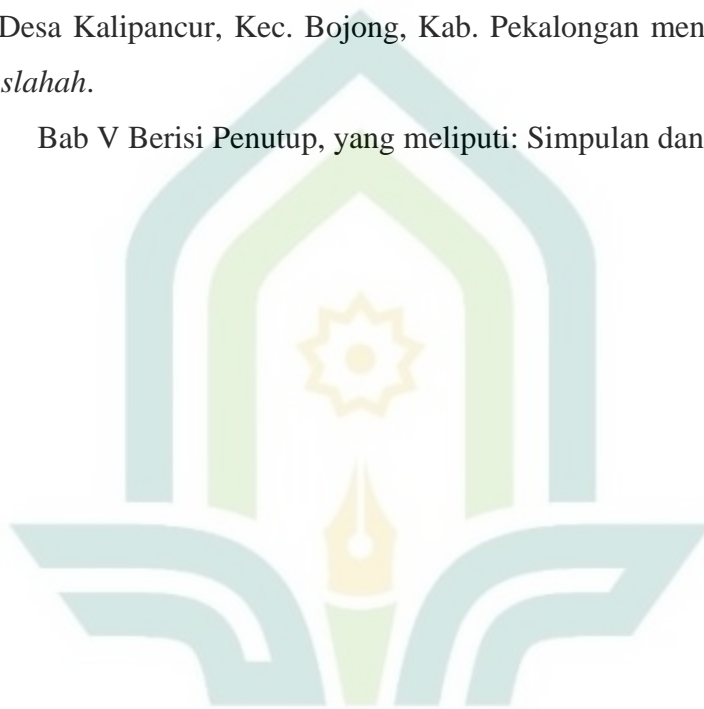 Desa Kalipancur, Kec. Bojong, Kab. Pekalongan men
slahah.
Bab V Berisi Penutup, yang meliputi: Simpulan dan